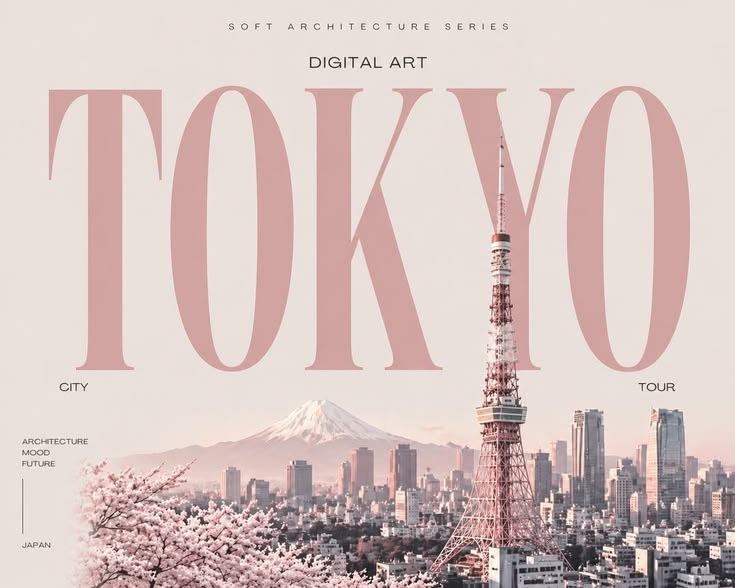 SOFT ARCHITECTURE SERIES
DIGITAL ART
TOKYO
CITY
TOUR
ARCHITECTURE
MOOD
FUTURE
JAPAN